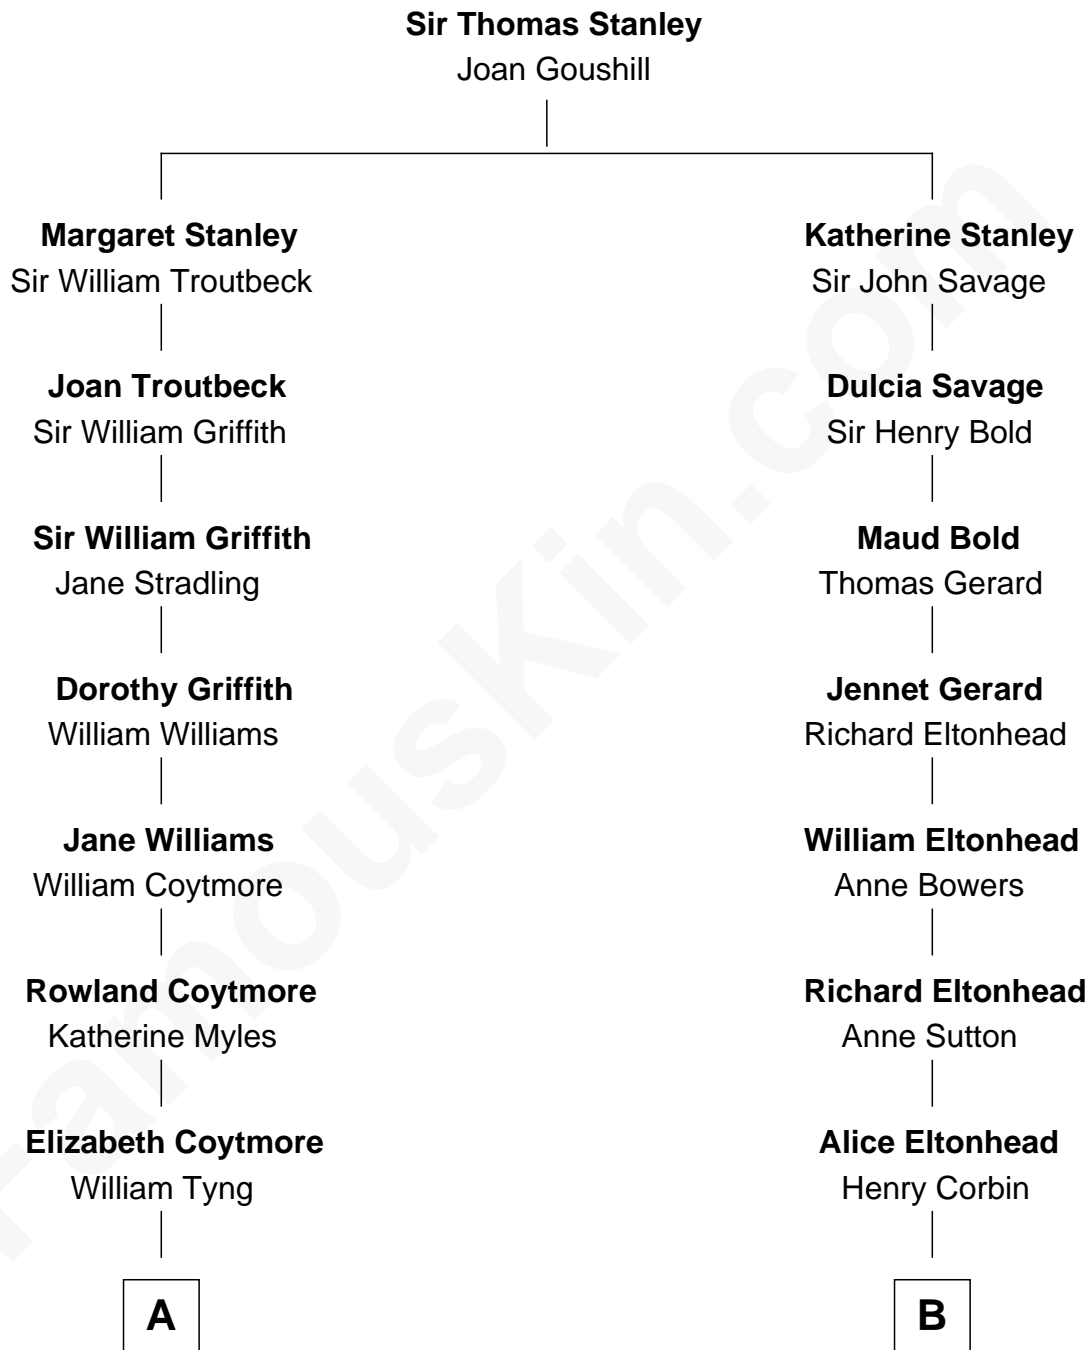 Sir Thomas Stanley
Joan Goushill
Margaret Stanley
Sir William Troutbeck
Katherine Stanley
Sir John Savage
Joan Troutbeck
Sir William Griffith
Dulcia Savage
Sir Henry Bold
Sir William Griffith
Jane Stradling
Maud Bold
Thomas Gerard
Dorothy Griffith
William Williams
Jennet Gerard
Richard Eltonhead
Jane Williams
William Coytmore
William Eltonhead
Anne Bowers
Rowland Coytmore
Katherine Myles
Richard Eltonhead
Anne Sutton
Elizabeth Coytmore
William Tyng
Alice Eltonhead
Henry Corbin
A
B
FamousKin.com